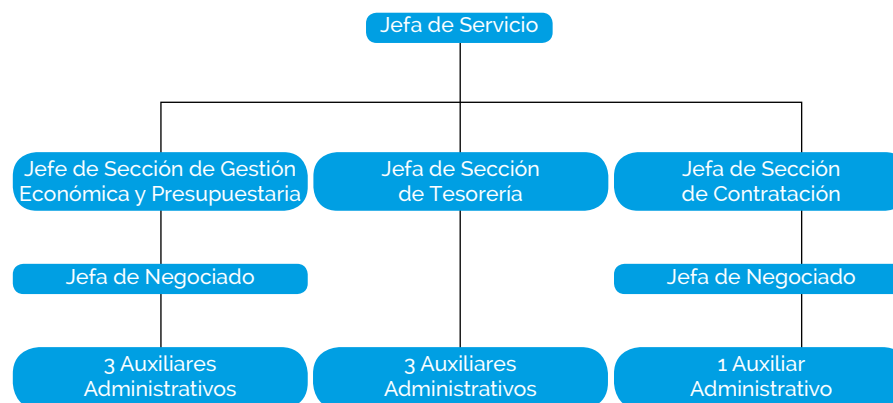 Jefa de Servicio
Jefe de Sección de Gestión
Económica y Presupuestaria
Jefa de Sección
de Tesorería
Jefa de Sección
de Contratación
Jefa de Negociado
Jefa de Negociado
3 Auxiliares
Administrativos
3 Auxiliares
Administrativos
1 Auxiliar
Administrativo